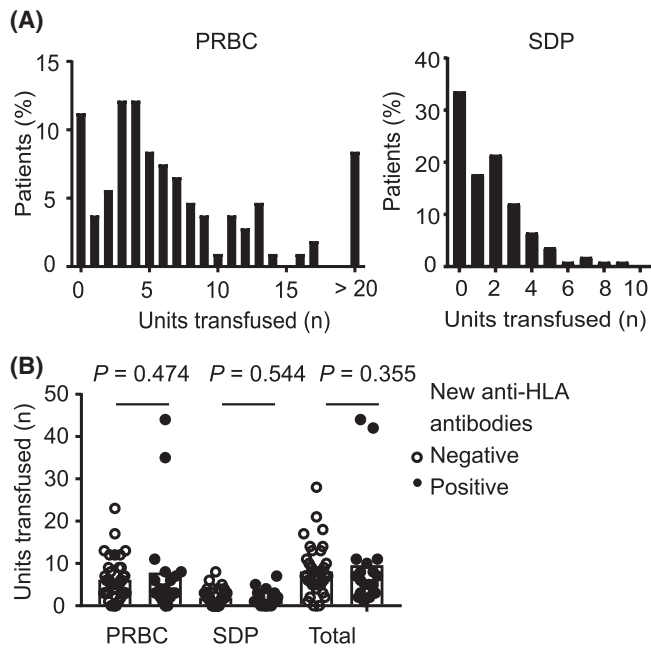 (A)
PRBC
SDP
15
10
5
0
Patients (%)
0 5 10 15 > 20
Units transfused (n)
40
30
20
10
0
Patients (%)
0 2 4 6 8 10
Units transfused (n)
(B)
P = 0.474 P = 0.544 P = 0.355
50
40
30
20
10
0
Units transfused (n)
PRBC SDP Total
New anti-HLA
antibodies
Negative
Positive